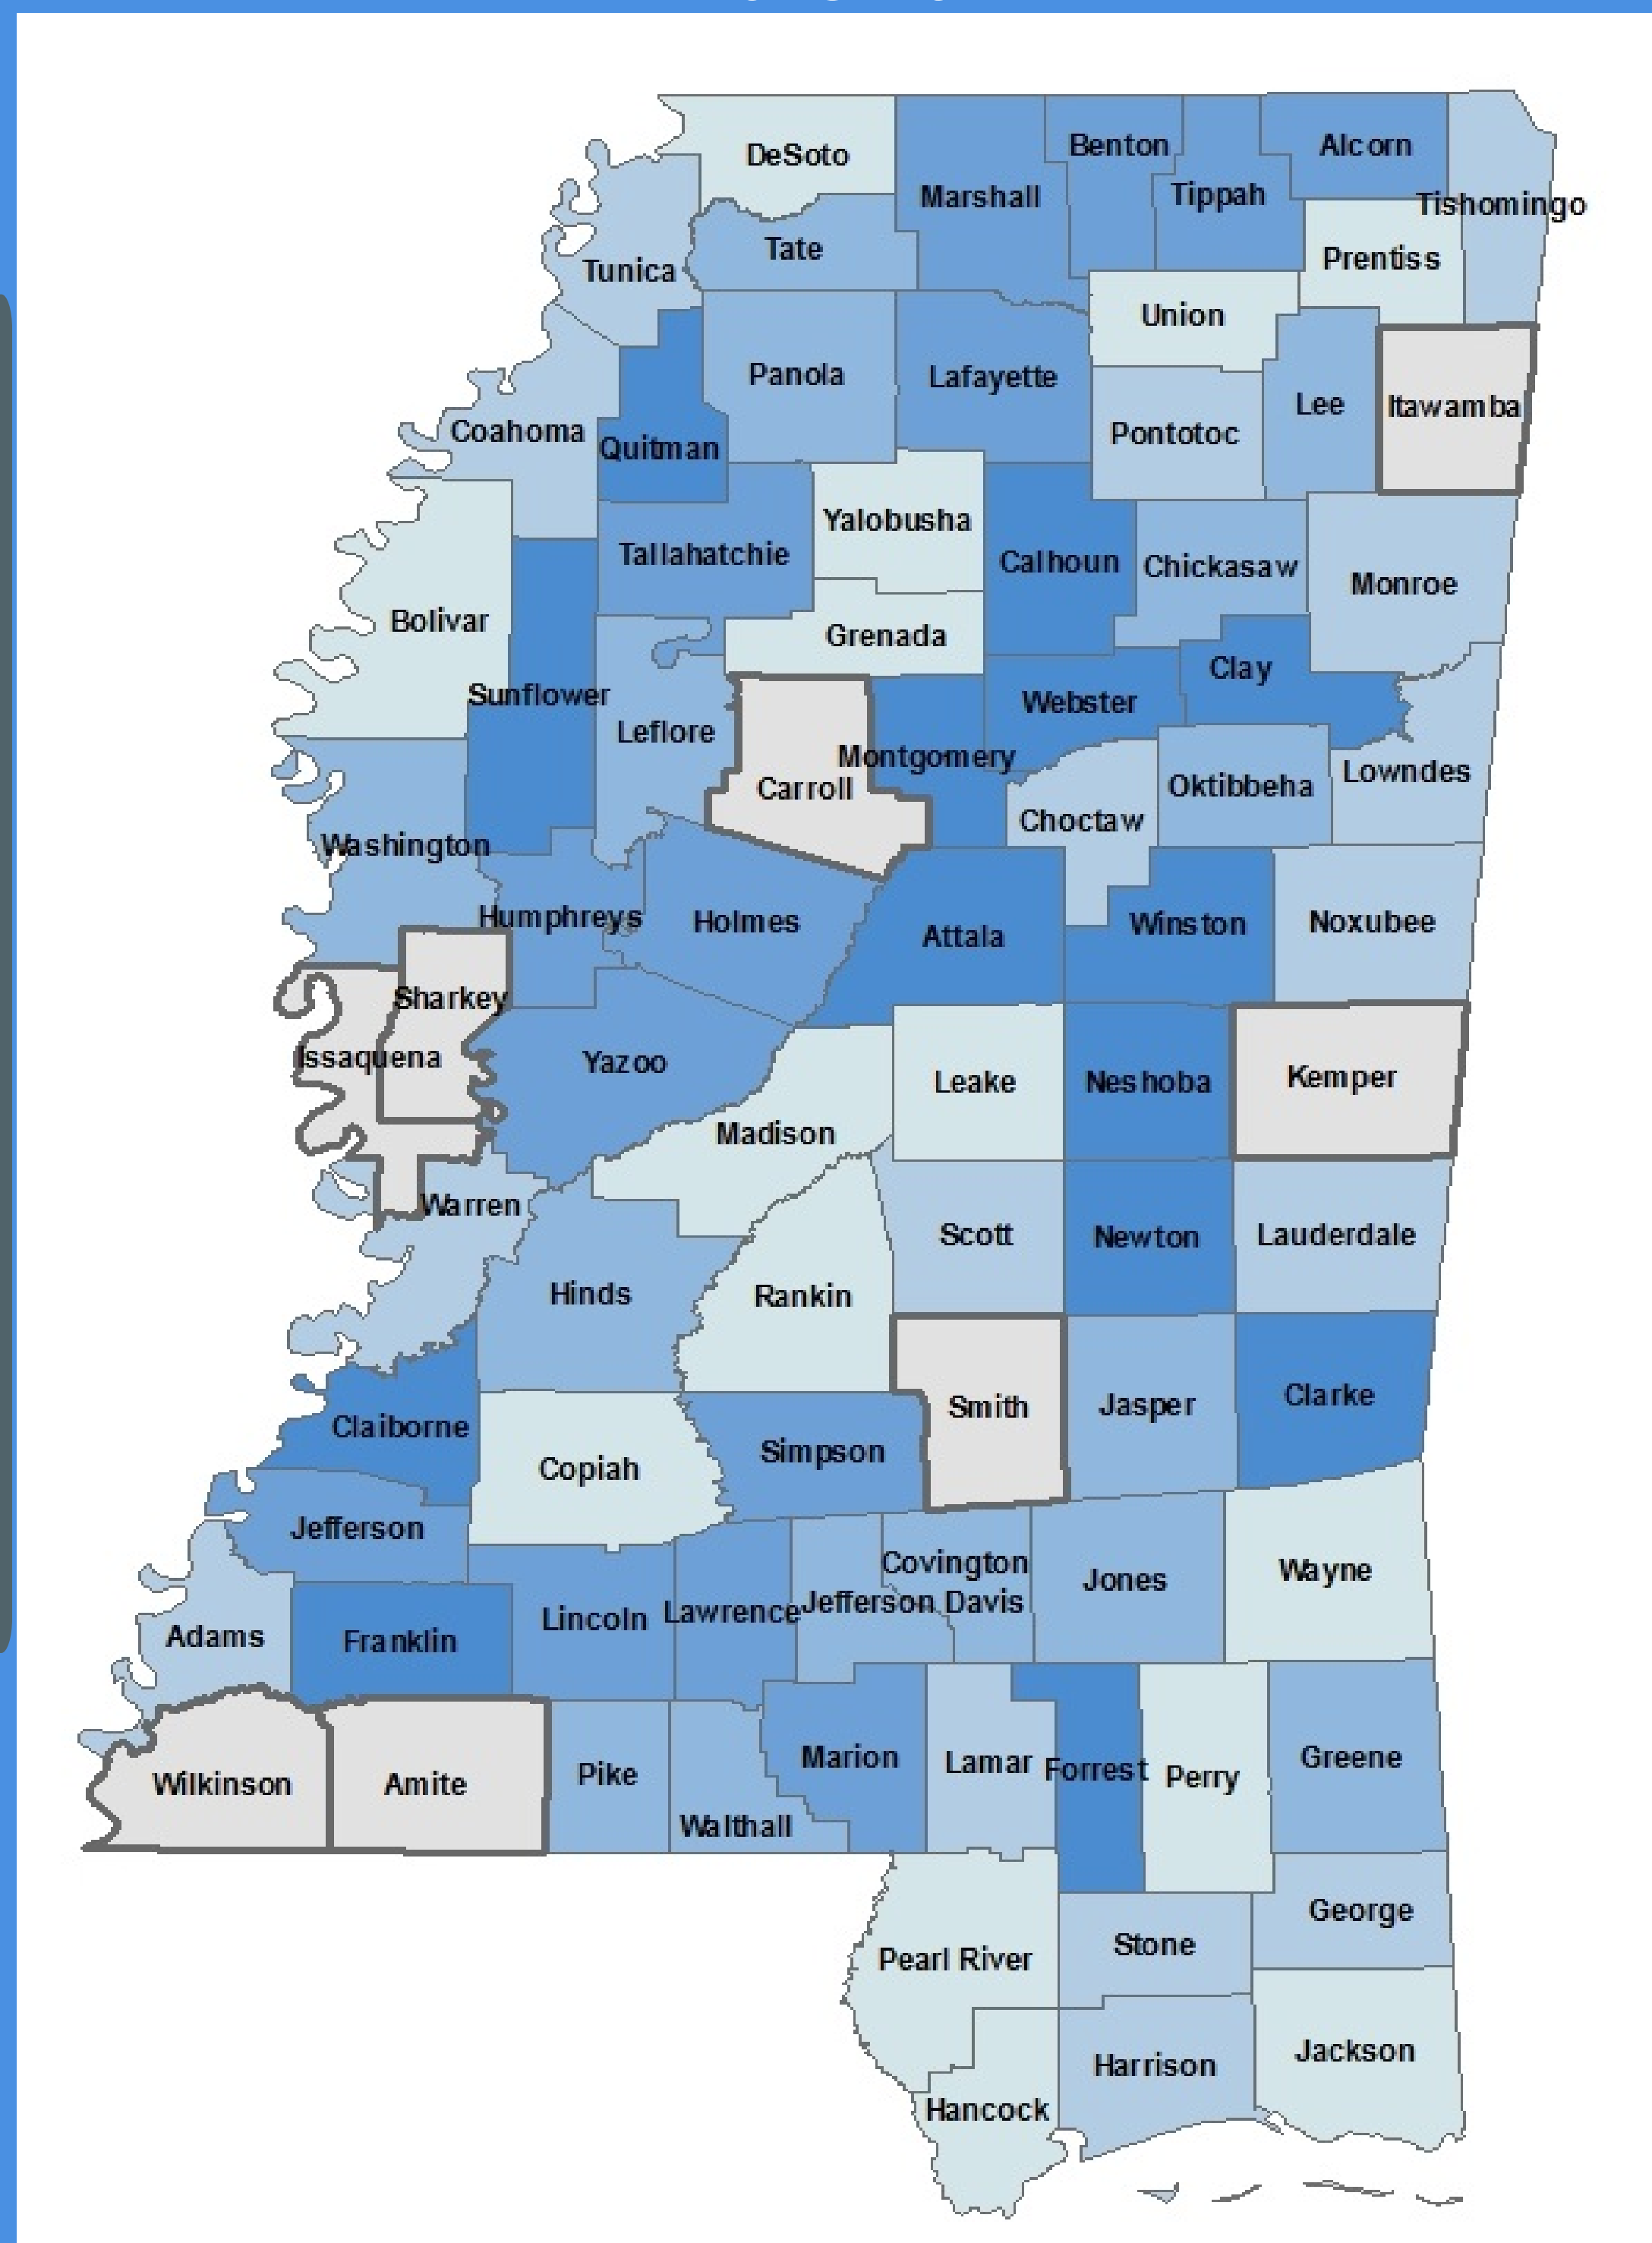 DeSoto
Benton
Alcorn
Marshall
Tippah
Tishomingo
Tate
Prentiss
Tunica
Union
Panola
Lafayette
Lee
Itawamba
Coahoma
Pontotoc
Quitman
Yalobusha
Tallahatchie
Calhoun
Chickasaw
Monroe
Bolivar
Grenada
Clay
Sunflower
Webster
Leflore
Montgomery
Lowndes
Carroll
Oktibbeha
Choctaw
Washington
Humphreys
Holmes
Attala
Winston
Noxubee
Sharkey
Issaquena
Yazoo
Leake
Neshoba
Kemper
Madison
Warren
Scott
Newton
Lauderdale
Hinds
Rankin
Smith
Jasper
Clarke
Claiborne
Simpson
Copiah
Jefferson
Covington
Wayne
Jones
Jefferson Davis
Lincoln
Lawrence
Adams
Franklin
Marion
Lamar
Forrest
Perry
Greene
Wilkinson
Amite
Pike
Walthall
George
Stone
Pearl River
Harrison
Jackson
Hancock